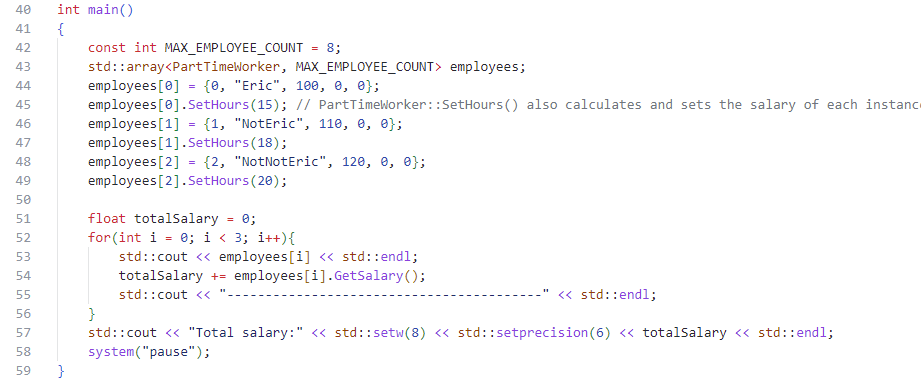 40 int main()
41 {
42     const int MAX_EMPLOYEE_COUNT = 8;
43     std::array<PartTimeWorker, MAX_EMPLOYEE_COUNT> employees;
44     employees[0] = {0, "Eric", 100, 0, 0};
45     employees[0].SetHours(15); // PartTimeWorker::SetHours() also calculates and sets the salary of each instance
46     employees[1] = {1, "NotEric", 110, 0, 0};
47     employees[1].SetHours(18);
48     employees[2] = {2, "NotNotEric", 120, 0, 0};
49     employees[2].SetHours(20);
50
51     float totalSalary = 0;
52     for(int i = 0; i < 3; i++){
53         std::cout << employees[i] << std::endl;
54         totalSalary += employees[i].GetSalary();
55         std::cout << "-----------------------------------------" << std::endl;
56     }
57     std::cout << "Total salary:" << std::setw(8) << std::setprecision(6) << totalSalary << std::endl;
58     system("pause");
59 }